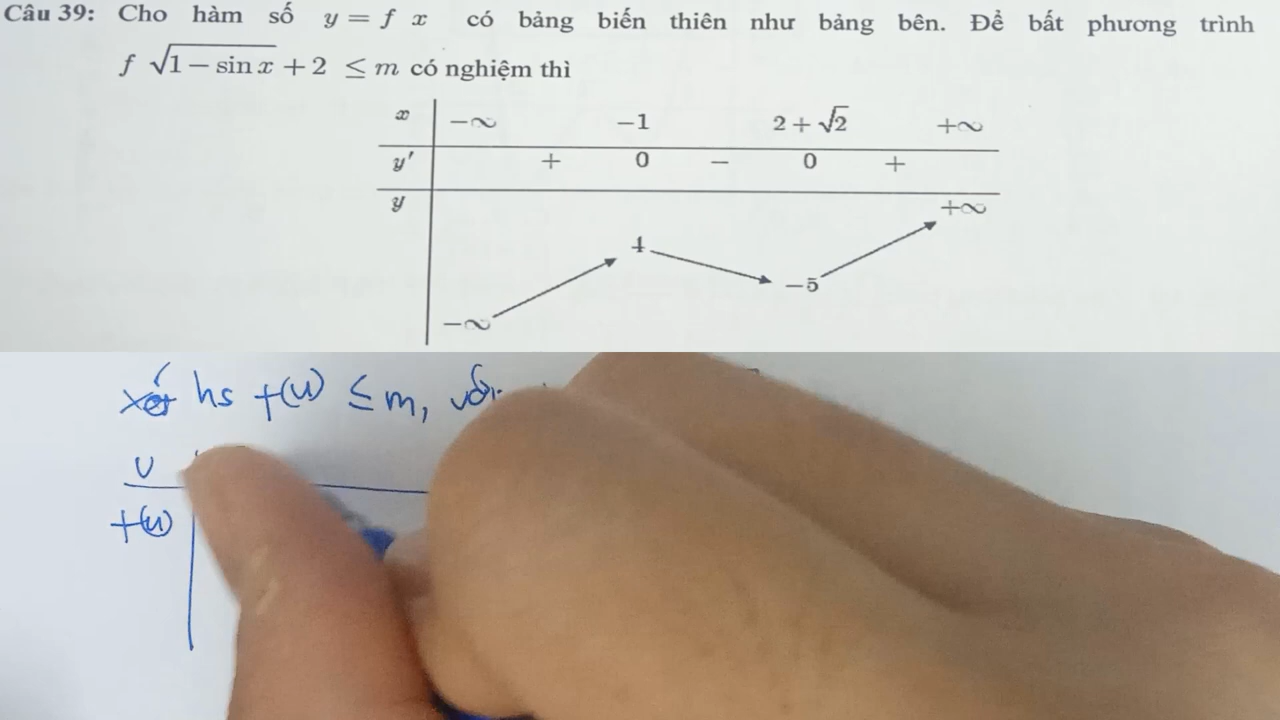 Câu 39: Cho hàm số y = f x có bảng biến thiên như bảng bên. Để bất phương trình
f √(1 − sin x) + 2 ≤ m có nghiệm thì
x −∞ −1 2 + √2 +∞
y' + 0 − 0 +
y +∞
4
−5
−∞
xét hs f(u) ≤ m, với
u
f(u)